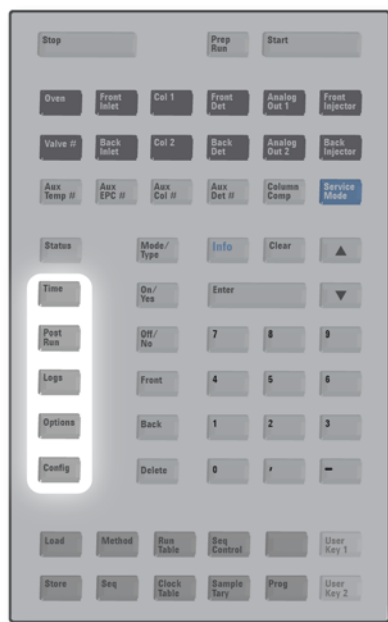 Stop
Prep
Run
Start
Oven
Front
Inlet
Col 1
Front
Det
Analog
Out 1
Front
Injector
Valve #
Back
Inlet
Col 2
Back
Det
Analog
Out 2
Back
Injector
Aux
Temp #
Aux
EPC #
Aux
Col #
Aux
Det #
Column
Comp
Service
Mode
Status
Mode/
Type
Info
Clear
Time
On/
Yes
Enter
Post
Run
Off/
No
7
8
9
Logs
Front
4
5
6
Options
Back
1
2
3
Config
Delete
0
,
–
Load
Method
Run
Table
Seq
Control
User
Key 1
Store
Seq
Clock
Table
Sample
Tary
Prog
User
Key 2